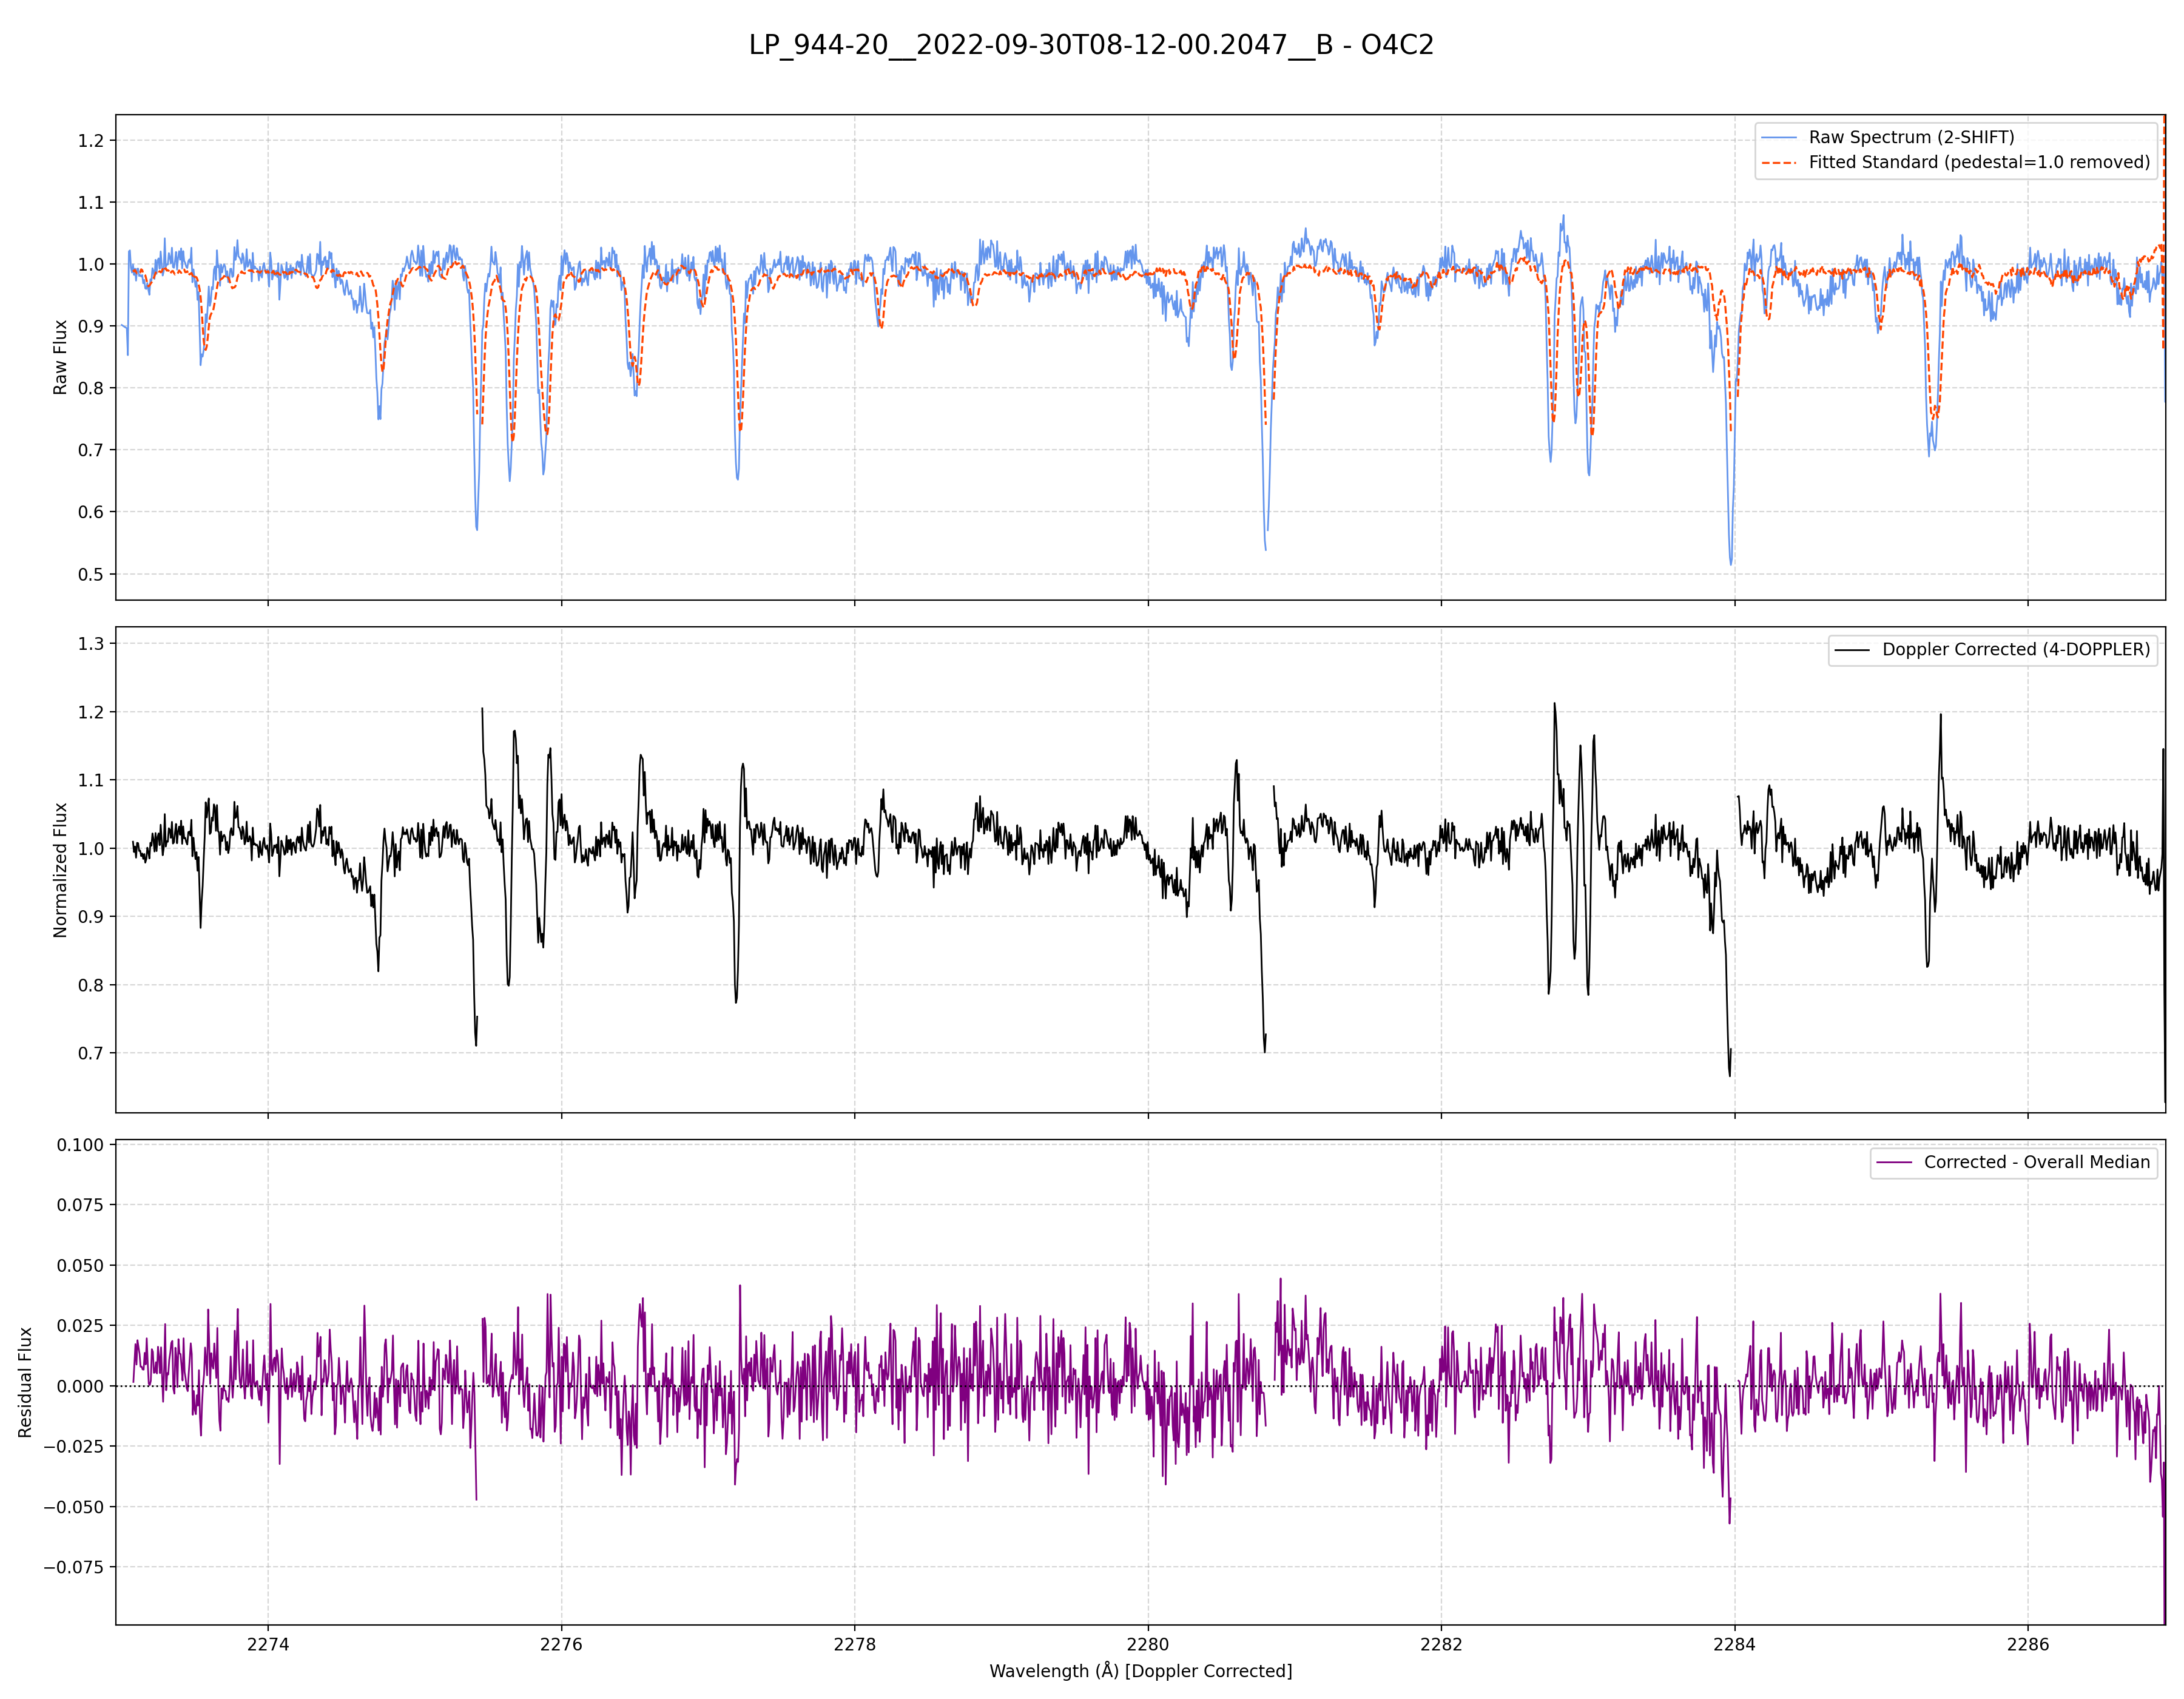 LP_944-20__2022-09-30T08-12-00.2047__B - O4C2
1.2
1.1
1.0
0.9
0.8
0.7
0.6
0.5
Raw Flux
Raw Spectrum (2-SHIFT)
Fitted Standard (pedestal=1.0 removed)
1.3
1.2
1.1
1.0
0.9
0.8
0.7
Normalized Flux
Doppler Corrected (4-DOPPLER)
0.100
0.075
0.050
0.025
0.000
−0.025
−0.050
−0.075
Residual Flux
Corrected - Overall Median
2274 2276 2278 2280 2282 2284 2286
Wavelength (Å) [Doppler Corrected]